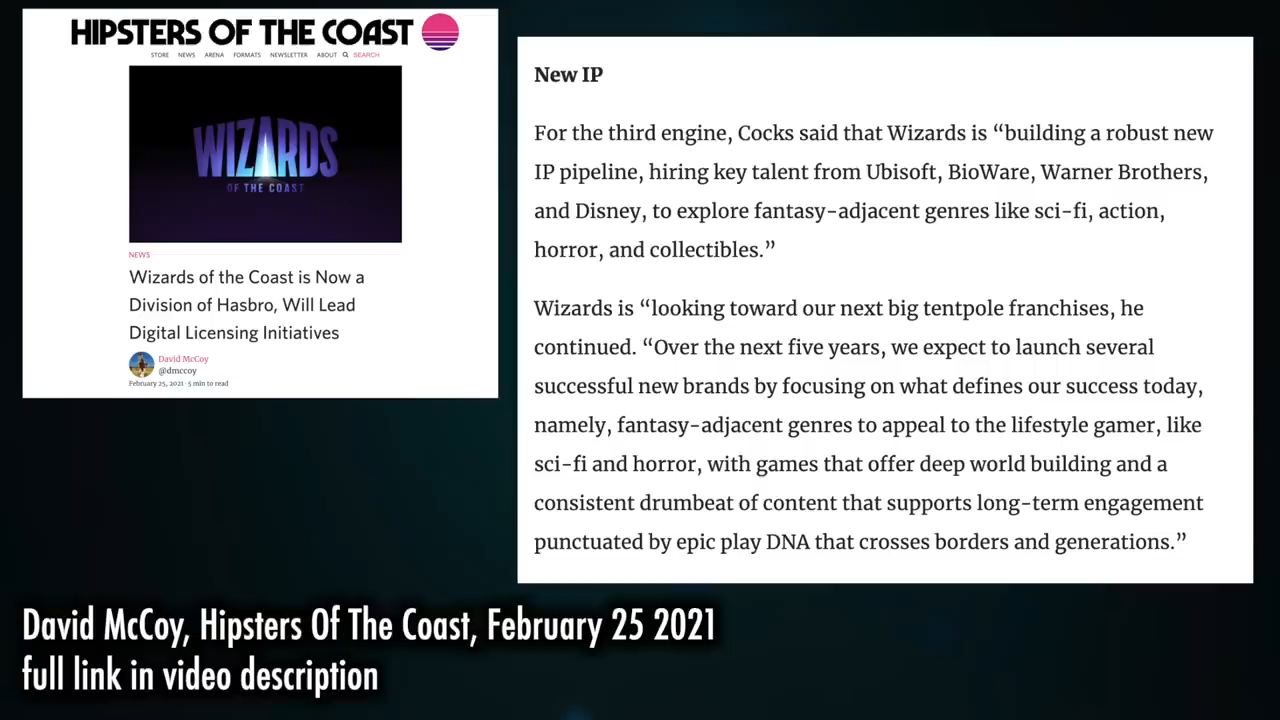 HIPSTERS OF THE COAST
STORE NEWS ARENA FORMATS NEWSLETTER ABOUT SEARCH
WIZARDS
OF THE COAST
NEWS
Wizards of the Coast is Now a
Division of Hasbro, Will Lead
Digital Licensing Initiatives
David McCoy
@dmccoy
February 25, 2021 · 5 min to read
New IP
For the third engine, Cocks said that Wizards is “building a robust new
IP pipeline, hiring key talent from Ubisoft, BioWare, Warner Brothers,
and Disney, to explore fantasy-adjacent genres like sci-fi, action,
horror, and collectibles.”
Wizards is “looking toward our next big tentpole franchises, he
continued. “Over the next five years, we expect to launch several
successful new brands by focusing on what defines our success today,
namely, fantasy-adjacent genres to appeal to the lifestyle gamer, like
sci-fi and horror, with games that offer deep world building and a
consistent drumbeat of content that supports long-term engagement
punctuated by epic play DNA that crosses borders and generations.”
David McCoy, Hipsters Of The Coast, February 25 2021
full link in video description